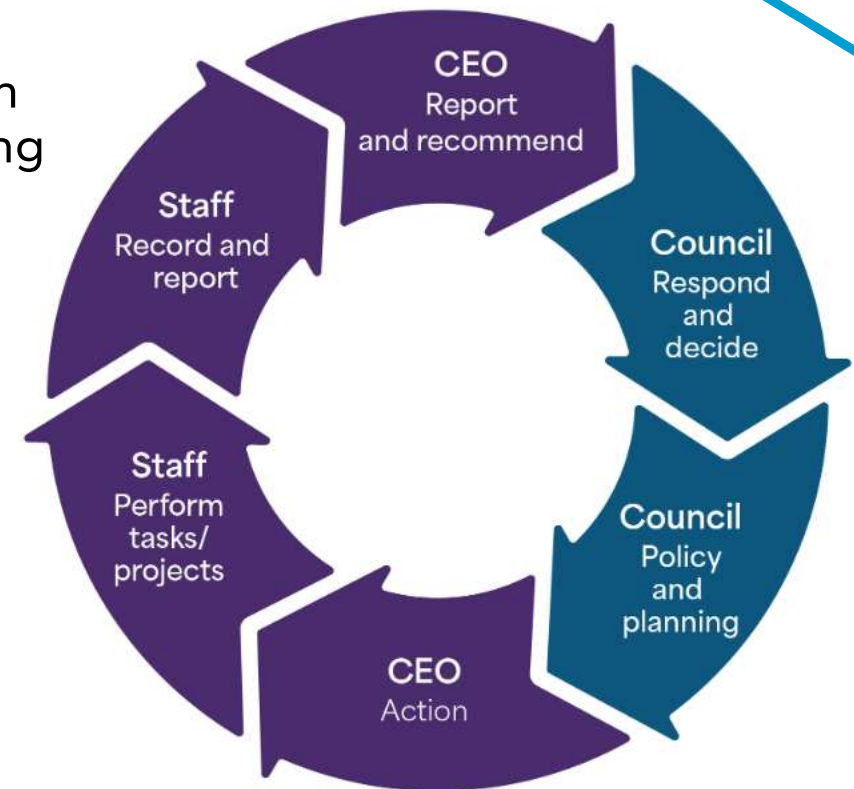 ng
CEO
Report
and recommend
Council
Respond
and
decide
Council
Policy
and
planning
CEO
Action
Staff
Perform
tasks/
projects
Staff
Record and
report